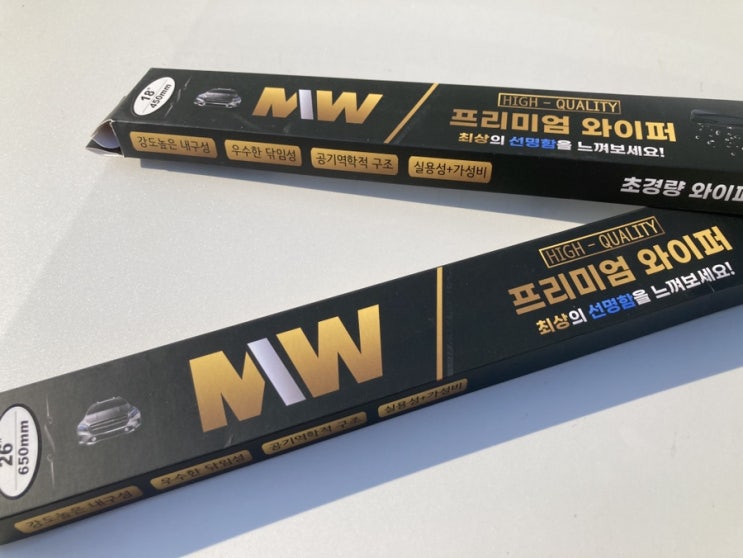 18"
450mm
MIW
HIGH - QUALITY
프리미엄 와이퍼
최상의 선명함을 느껴보세요!
강도높은 내구성
우수한 닦임성
공기역학적 구조
실용성+가성비
초경량 와이퍼
26"
650mm
MIW
HIGH - QUALITY
프리미엄 와이퍼
최상의 선명함을 느껴보세요!
강도높은 내구성
우수한 닦임성
공기역학적 구조
실용성+가성비